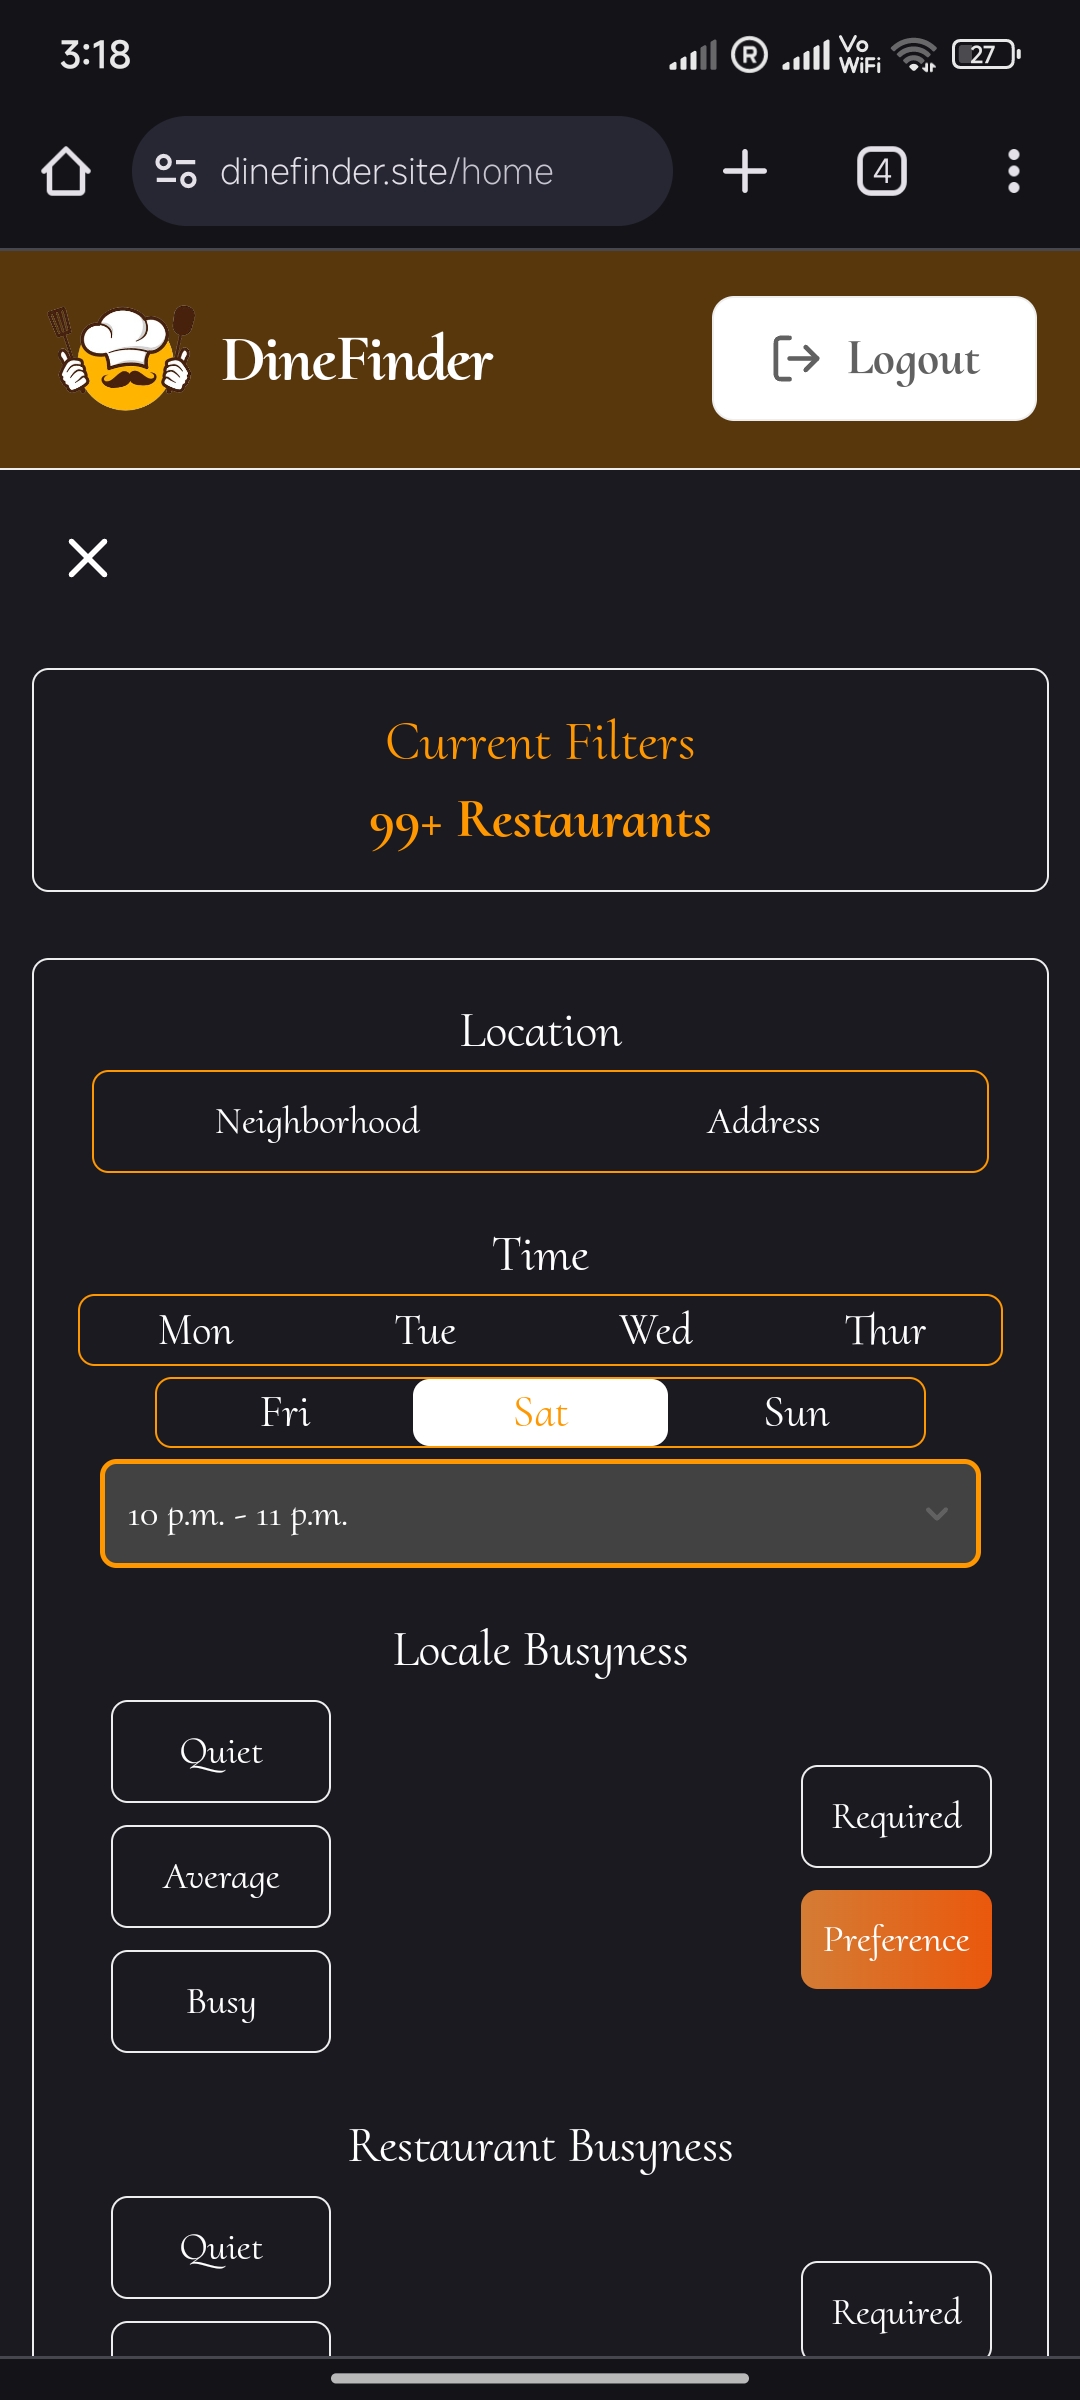 3:18
R
Vo
WiFi
27
dinefinder.site/home
4
DineFinder
Logout
Current Filters
99+ Restaurants
Location
Neighborhood Address
Time
Mon Tue Wed Thur
Fri Sat Sun
10 p.m. - 11 p.m.
Locale Busyness
Quiet
Required
Average
Preference
Busy
Restaurant Busyness
Quiet
Required